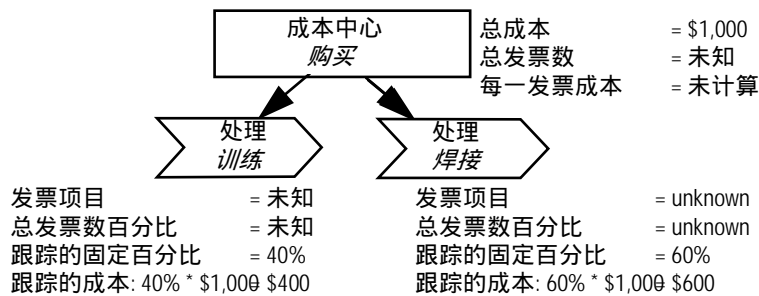 成本中心
购买
总成本 = $1,000
总发票数 = 未知
每一发票成本 = 未计算
处理
训练
处理
焊接
发票项目 = 未知
总发票数百分比 = 未知
跟踪的固定百分比 = 40%
跟踪的成本: 40% * $1,000= $400
发票项目 = unknown
总发票数百分比 = unknown
跟踪的固定百分比 = 60%
跟踪的成本: 60% * $1,000= $600